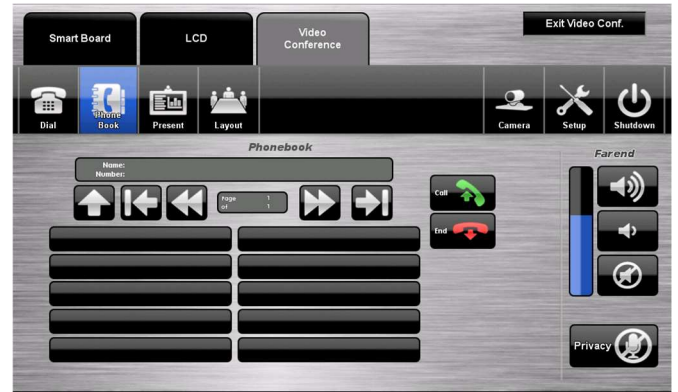 Smart Board
LCD
Video
Conference
Exit Video Conf.
Dial
Phone
Book
Present
Layout
Camera
Setup
Shutdown
Phonebook
Farend
Name:
Number:
Page 1
of 1
Call
End
Privacy